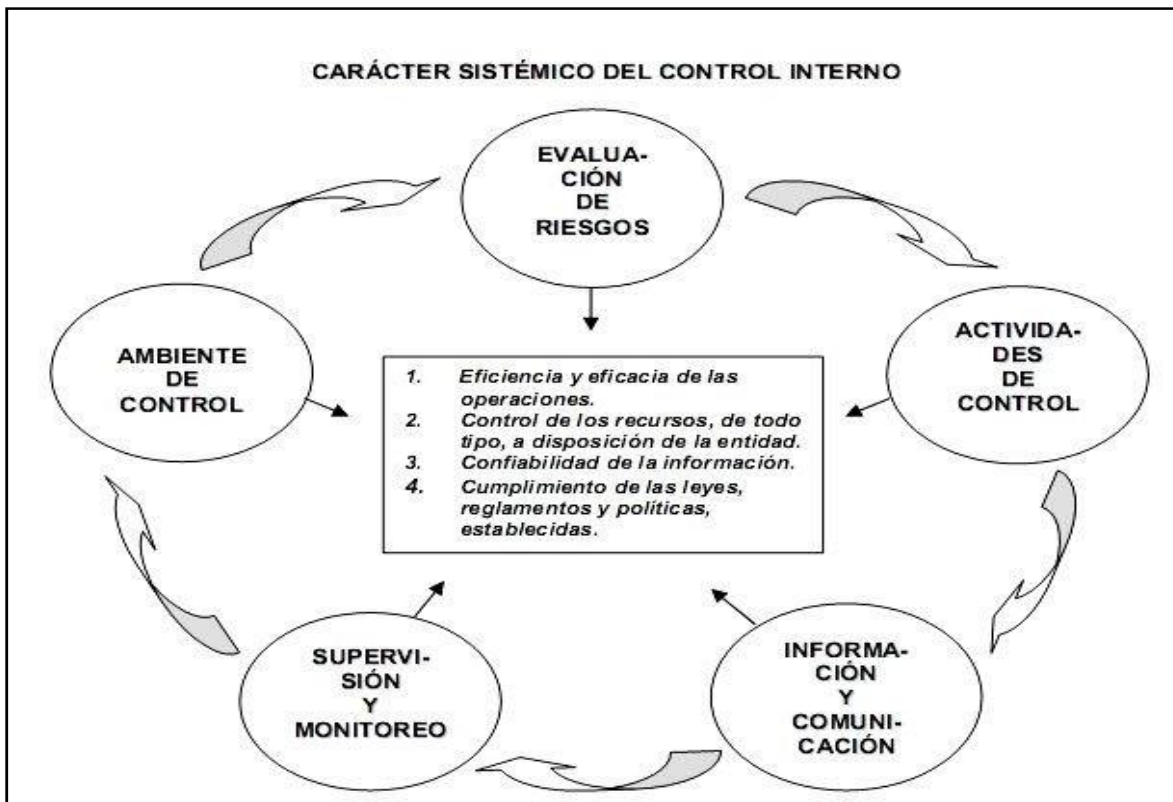 CARÁCTER SISTÉMICO DEL CONTROL INTERNO
EVALUA-
CIÓN
DE
RIESGOS
AMBIENTE
DE
CONTROL
ACTIVIDA-
DES
DE
CONTROL
1. Eficiencia y eficacia de las
operaciones.
2. Control de los recursos, de todo
tipo, a disposición de la entidad.
3. Confiabilidad de la información.
4. Cumplimiento de las leyes,
reglamentos y políticas,
establecidas.
SUPERVI-
SIÓN
Y
MONITOREO
INFORMA-
CIÓN
Y
COMUNI-
CACIÓN